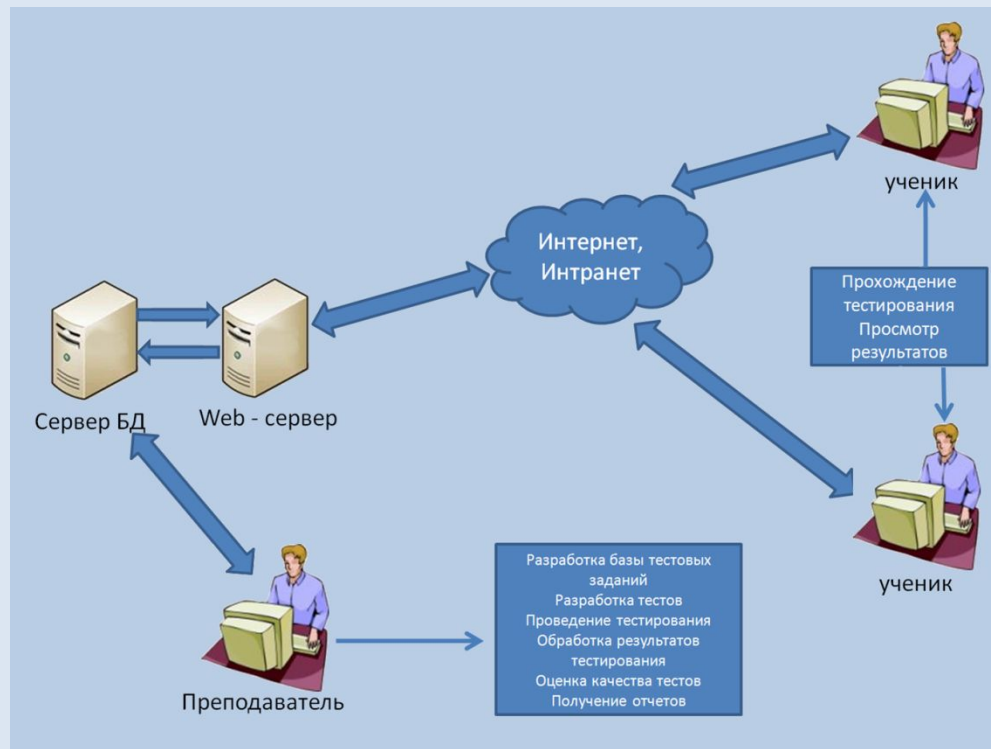 ученик
Интернет,
Интранет
Прохождение
тестирования
Просмотр
результатов
Сервер БД
Web - сервер
ученик
Разработка базы тестовых
заданий
Разработка тестов
Проведение тестирования
Обработка результатов
тестирования
Оценка качества тестов
Получение отчетов
Преподаватель